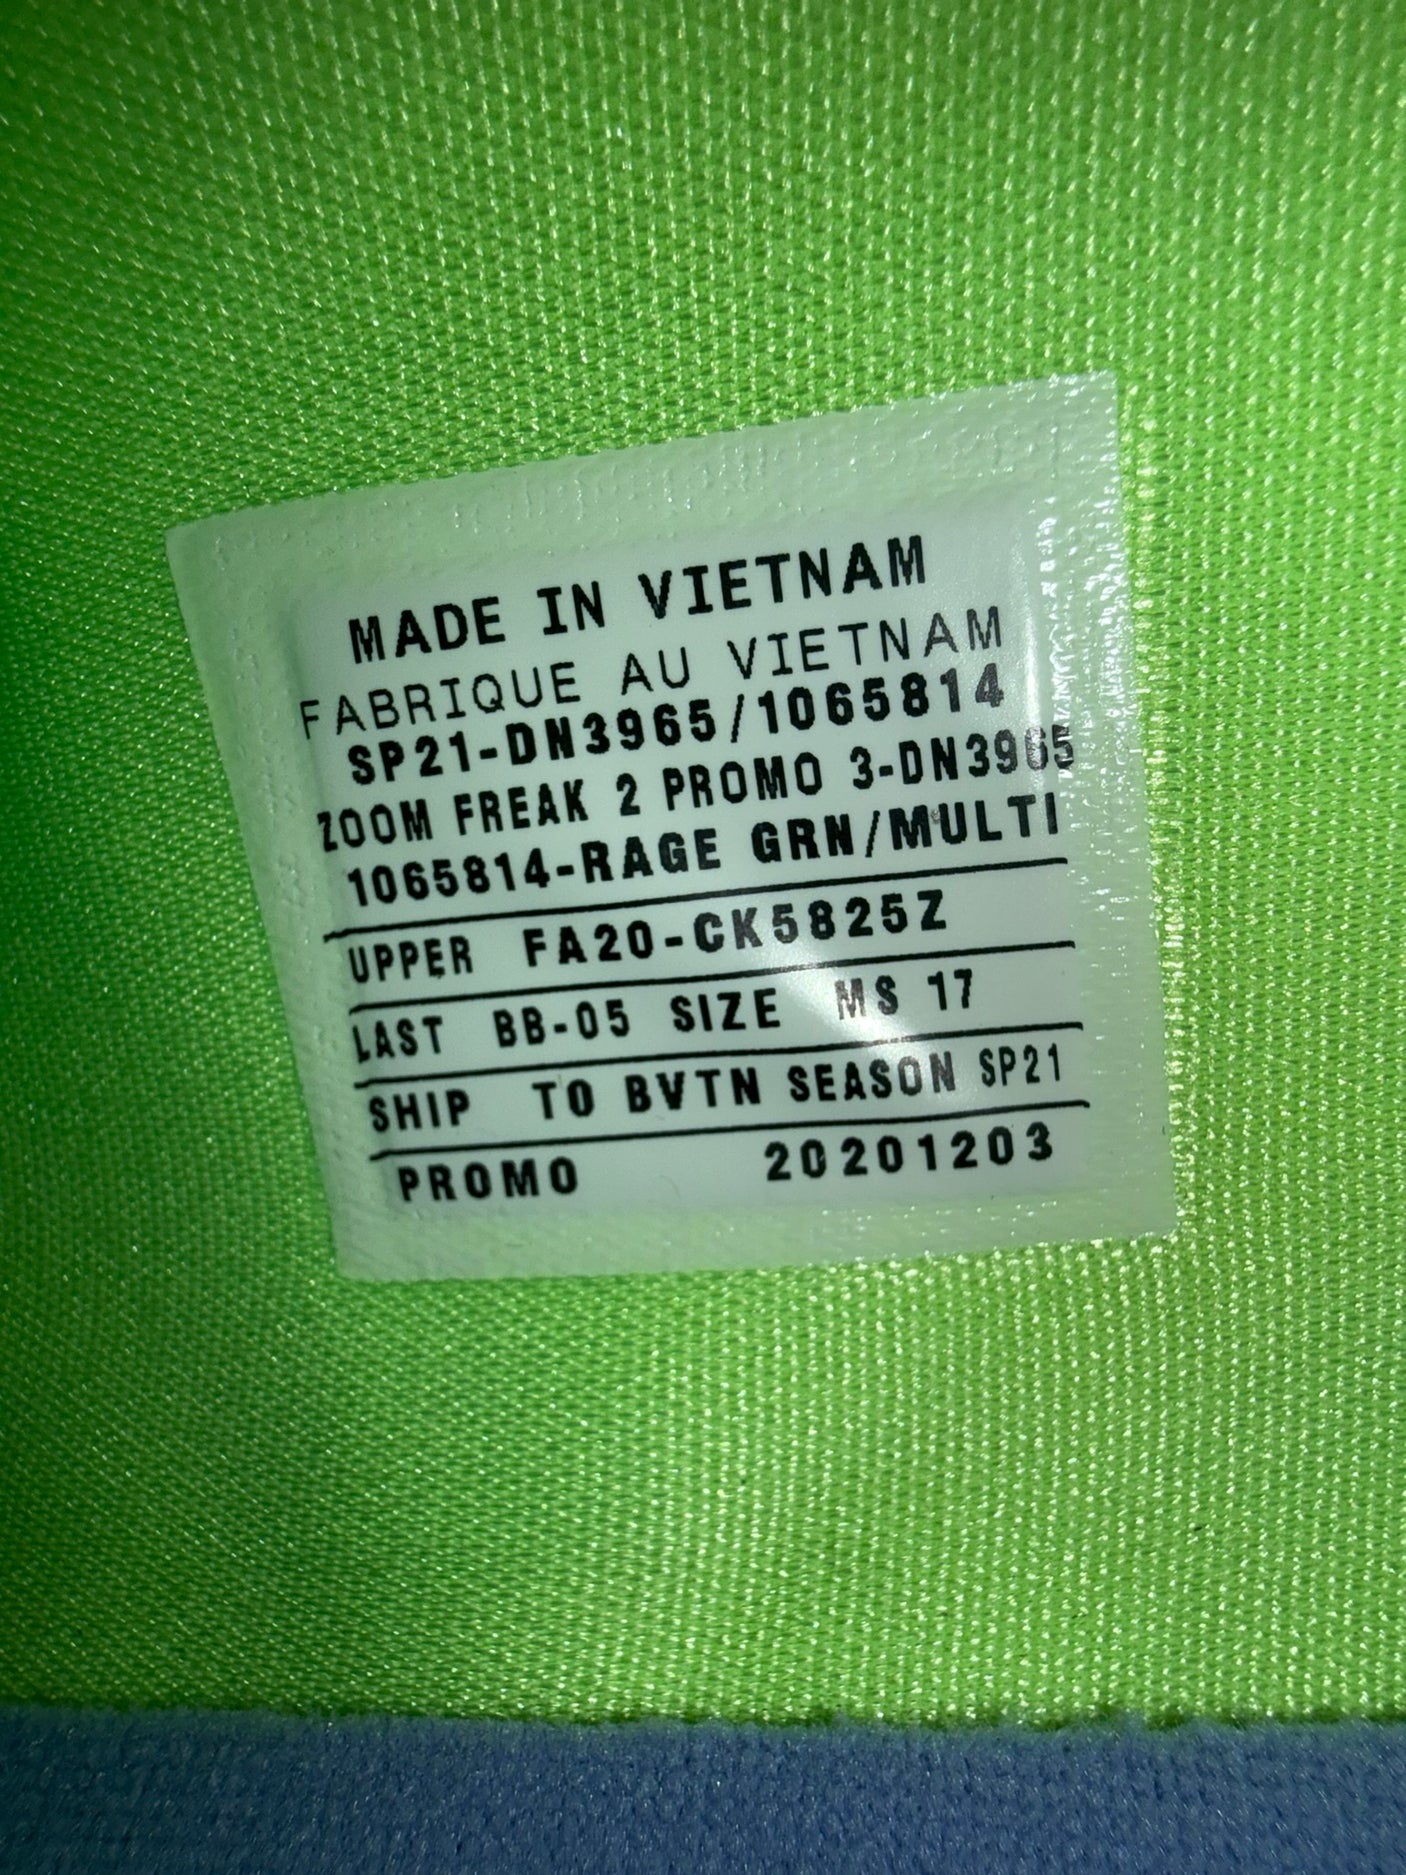 MADE IN VIETNAM
FABRIQUE AU VIETNAM
SP21-DN3965/1065814
ZOOM FREAK 2 PROMO 3-DN3965
1065814-RAGE GRN/MULTI
UPPER FA20-CK5825Z
LAST BB-05 SIZE MS 17
SHIP TO BVTN SEASON SP21
PROMO 20201203